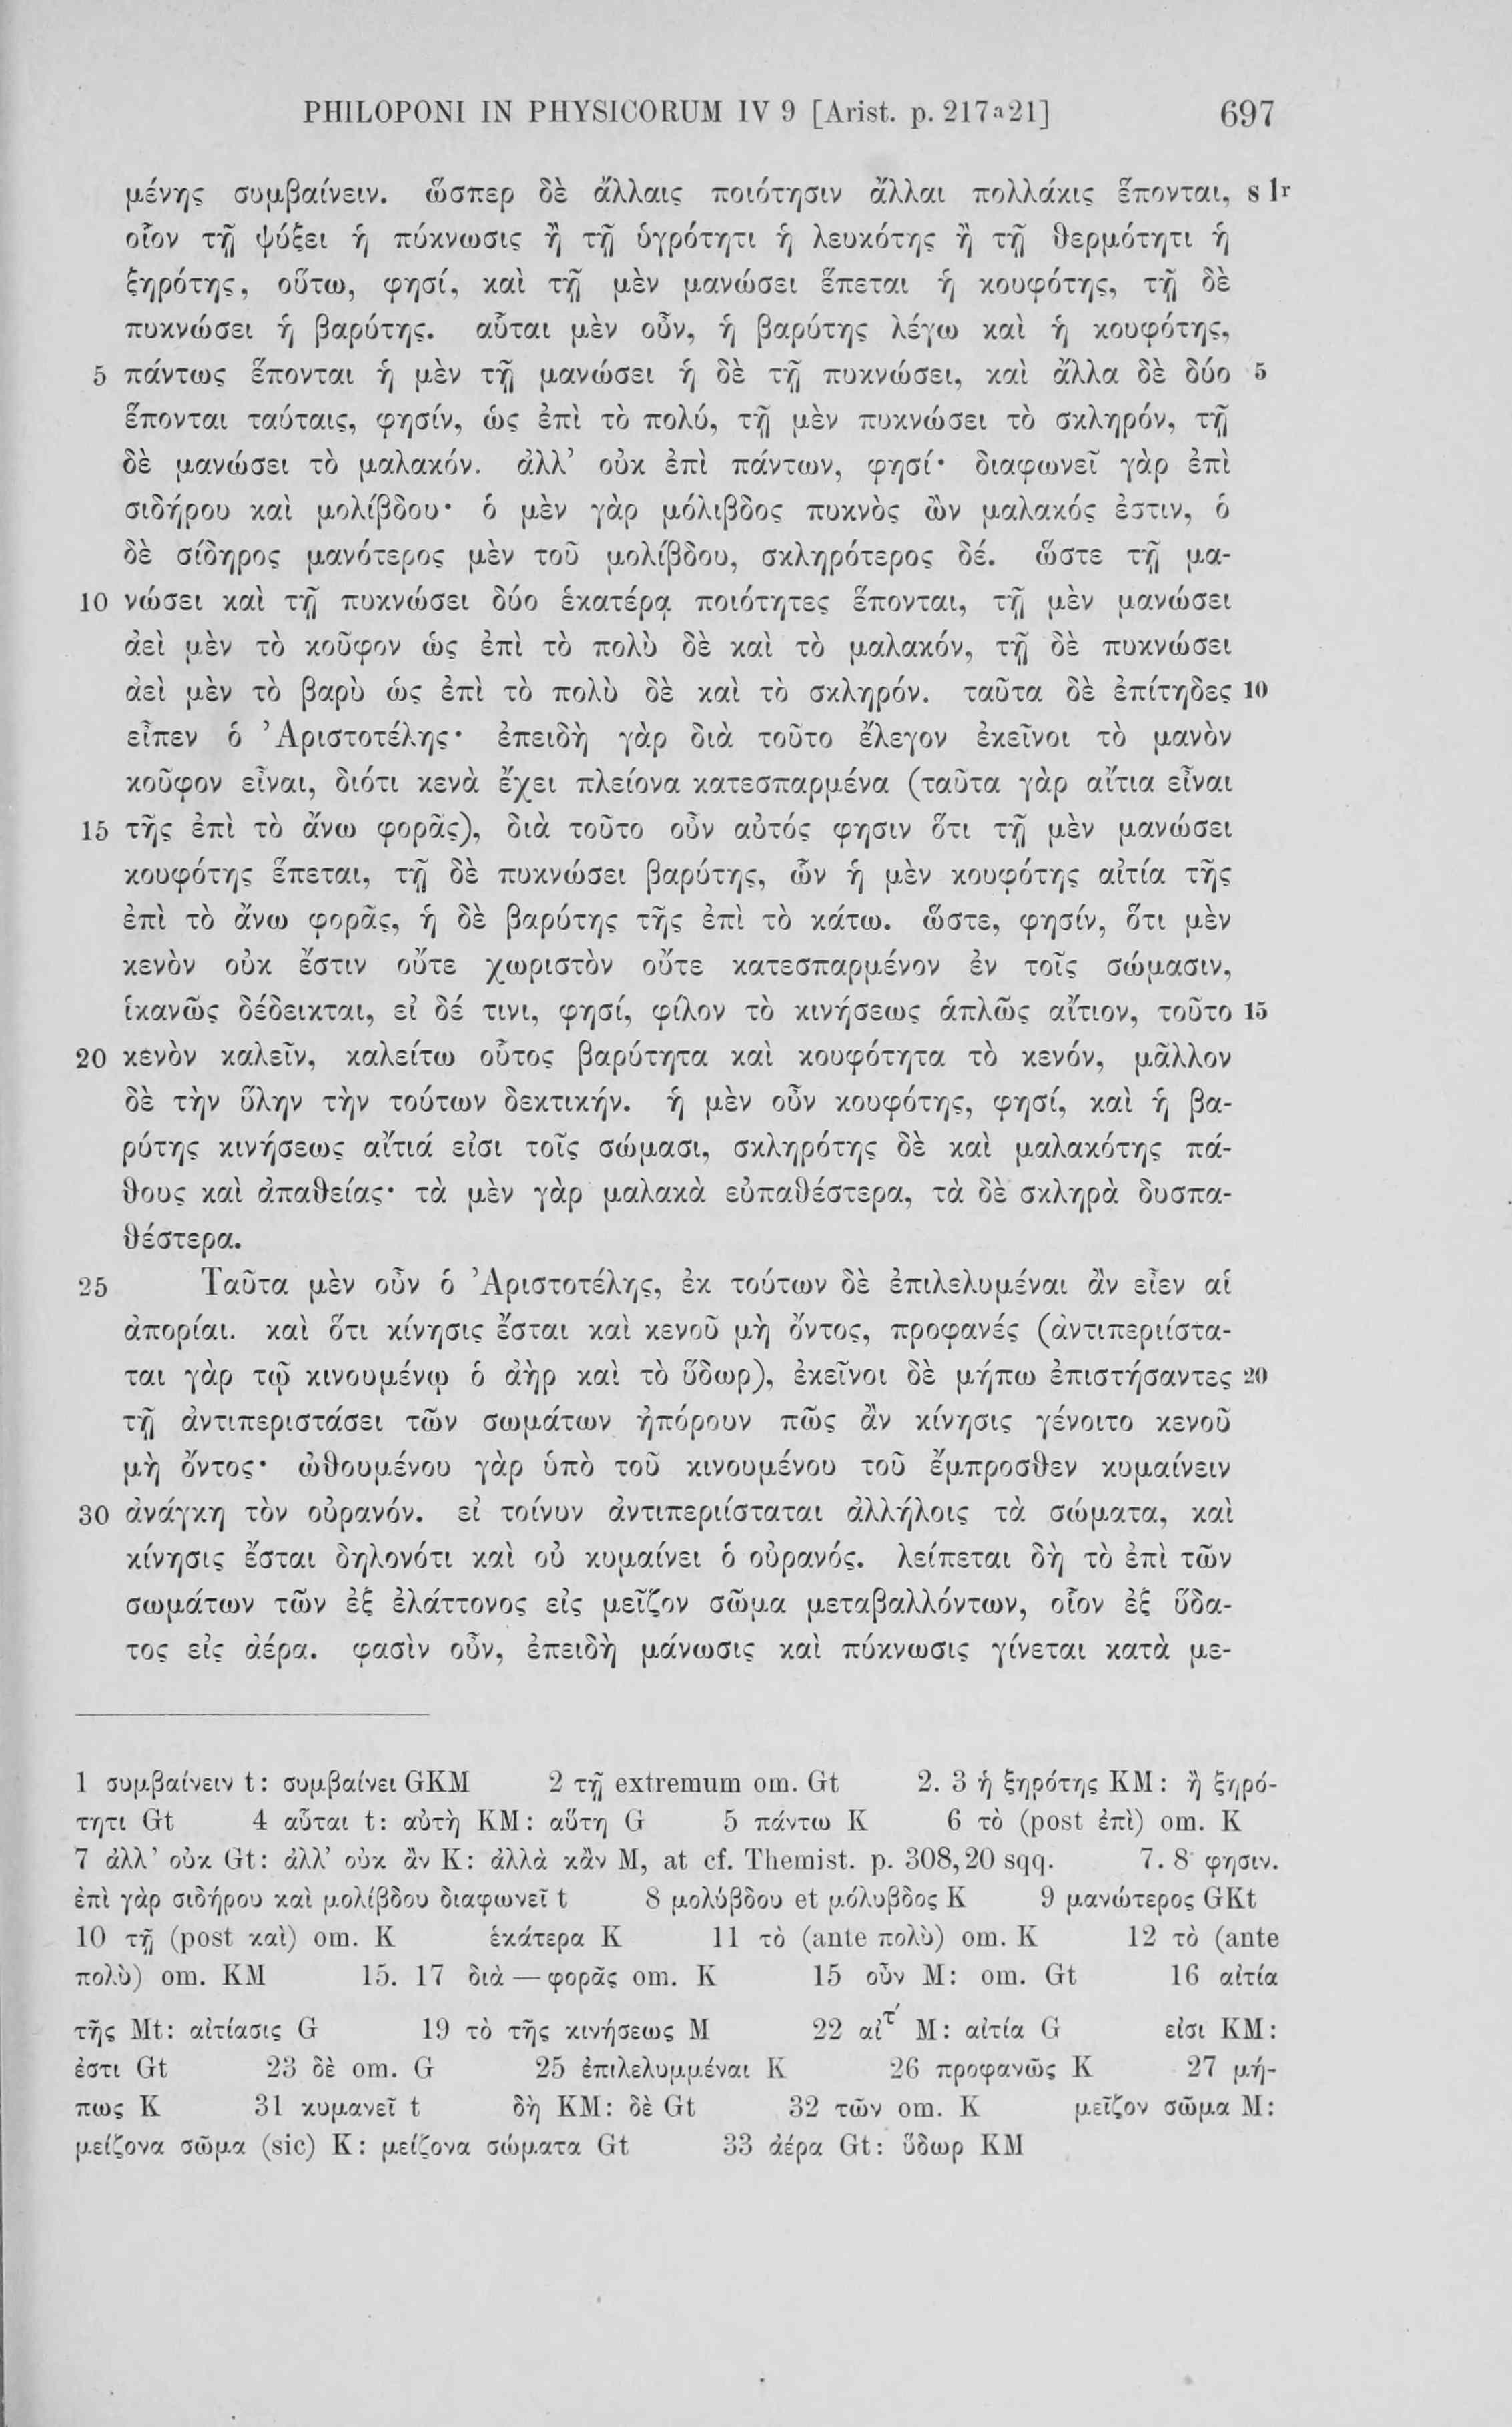 PHILOPONI IN PHYSICORUM IV 9 [Arist. p. 217a21] 697
μένης συμβαίνειν. ὥσπερ δὲ ἄλλαις ποιότησιν ἄλλαι πολλάκις ἕπονται, s 1r
οἷον τῇ ψύξει ἡ πύκνωσις ἢ τῇ ὑγρότητι ἡ λευκότης ἢ τῇ θερμότητι ἡ
ξηρότης, οὕτω, φησί, καὶ τῇ μὲν μανώσει ἕπεται ἡ κουφότης, τῇ δὲ
πυκνώσει ἡ βαρύτης. αὗται μὲν οὖν, ἡ βαρύτης λέγω καὶ ἡ κουφότης,
5 πάντως ἕπονται ἡ μὲν τῇ μανώσει ἡ δὲ τῇ πυκνώσει, καὶ ἄλλα δὲ δύο 5
ἕπονται ταύταις, φησίν, ὡς ἐπὶ τὸ πολύ, τῇ μὲν πυκνώσει τὸ σκληρόν, τῇ
δὲ μανώσει τὸ μαλακόν. ἀλλ’ οὐκ ἐπὶ πάντων, φησί· διαφωνεῖ γὰρ ἐπὶ
σιδήρου καὶ μολίβδου· ὁ μὲν γὰρ μόλιβδος πυκνὸς ὢν μαλακός ἐστιν, ὁ
δὲ σίδηρος μανότερος μὲν τοῦ μολίβδου, σκληρότερος δέ. ὥστε τῇ μα-
10 νώσει καὶ τῇ πυκνώσει δύο ἑκατέρᾳ ποιότητες ἕπονται, τῇ μὲν μανώσει
ἀεὶ μὲν τὸ κοῦφον ὡς ἐπὶ τὸ πολὺ δὲ καὶ τὸ μαλακόν, τῇ δὲ πυκνώσει
ἀεὶ μὲν τὸ βαρὺ ὡς ἐπὶ τὸ πολὺ δὲ καὶ τὸ σκληρόν. ταῦτα δὲ ἐπίτηδες 10
εἶπεν ὁ Ἀριστοτέλης· ἐπειδὴ γὰρ διὰ τοῦτο ἔλεγον ἐκεῖνοι τὸ μανὸν
κοῦφον εἶναι, διότι κενὰ ἔχει πλείονα κατεσπαρμένα (ταῦτα γὰρ αἴτια εἶναι
15 τῆς ἐπὶ τὸ ἄνω φορᾶς), διὰ τοῦτο οὖν αὐτός φησιν ὅτι τῇ μὲν μανώσει
κουφότης ἕπεται, τῇ δὲ πυκνώσει βαρύτης, ὧν ἡ μὲν κουφότης αἰτία τῆς
ἐπὶ τὸ ἄνω φορᾶς, ἡ δὲ βαρύτης τῆς ἐπὶ τὸ κάτω. ὥστε, φησίν, ὅτι μὲν
κενὸν οὐκ ἔστιν οὔτε χωριστὸν οὔτε κατεσπαρμένον ἐν τοῖς σώμασιν,
ἱκανῶς δέδεικται, εἰ δέ τινι, φησί, φίλον τὸ κινήσεως ἁπλῶς αἴτιον, τοῦτο 15
20 κενὸν καλεῖν, καλείτω οὗτος βαρύτητα καὶ κουφότητα τὸ κενόν, μᾶλλον
δὲ τὴν ὕλην τὴν τούτων δεκτικήν. ἡ μὲν οὖν κουφότης, φησί, καὶ ἡ βα-
ρύτης κινήσεως αἴτιά εἰσι τοῖς σώμασι, σκληρότης δὲ καὶ μαλακότης πά-
θους καὶ ἀπαθείας· τὰ μὲν γὰρ μαλακὰ εὐπαθέστερα, τὰ δὲ σκληρὰ δυσπα-
θέστερα.
25 Ταῦτα μὲν οὖν ὁ Ἀριστοτέλης, ἐκ τούτων δὲ ἐπιλελυμέναι ἂν εἶεν αἱ
ἀπορίαι. καὶ ὅτι κίνησις ἔσται καὶ κενοῦ μὴ ὄντος, προφανές (ἀντιπεριίστα-
ται γὰρ τῷ κινουμένῳ ὁ ἀὴρ καὶ τὸ ὕδωρ), ἐκεῖνοι δὲ μήπω ἐπιστήσαντες 20
τῇ ἀντιπεριστάσει τῶν σωμάτων ἠπόρουν πῶς ἂν κίνησις γένοιτο κενοῦ
μὴ ὄντος· ὠθουμένου γὰρ ὑπὸ τοῦ κινουμένου τοῦ ἔμπροσθεν κυμαίνειν
30 ἀνάγκη τὸν οὐρανόν. εἰ τοίνυν ἀντιπεριίσταται ἀλλήλοις τὰ σώματα, καὶ
κίνησις ἔσται δηλονότι καὶ οὐ κυμαίνει ὁ οὐρανός. λείπεται δὴ τὸ ἐπὶ τῶν
σωμάτων τῶν ἐξ ἐλάττονος εἰς μεῖζον σῶμα μεταβαλλόντων, οἷον ἐξ ὕδα-
τος εἰς ἀέρα. φασὶν οὖν, ἐπειδὴ μάνωσις καὶ πύκνωσις γίνεται κατὰ με-
1 συμβαίνειν t: συμβαίνει GKM 2 τῇ extremum om. Gt 2. 3 ἡ ξηρότης KM: ἢ ξηρό-
τητι Gt 4 αὗται t: αὐτὴ KM: αὕτη G 5 πάντω K 6 τὸ (post ἐπὶ) om. K
7 ἀλλ’ οὐκ Gt: ἀλλ’ οὐκ ἂν K: ἀλλὰ κἂν M, at cf. Themist. p. 308,20 sqq. 7. 8 φησιν.
ἐπὶ γὰρ σιδήρου καὶ μολίβδου διαφωνεῖ t 8 μολύβδου et μόλυβδος K 9 μανώτερος GKt
10 τῇ (post καὶ) om. K ἑκάτερα K 11 τὸ (ante πολὺ) om. K 12 τὸ (ante
πολὺ) om. KM 15. 17 διὰ — φορᾶς om. K 15 οὖν M: om. Gt 16 αἰτία
τῆς Mt: αἰτίασις G 19 τὸ τῆς κινήσεως M 22 αἰτ́ M: αἰτία G εἰσι KM:
ἐστι Gt 23 δὲ om. G 25 ἐπιλελυμμέναι K 26 προφανῶς K 27 μή-
πως K 31 κυμανεῖ t δὴ KM: δὲ Gt 32 τῶν om. K μεῖζον σῶμα M:
μείζονα σῶμα (sic) K: μείζονα σώματα Gt 33 ἀέρα Gt: ὕδωρ KM